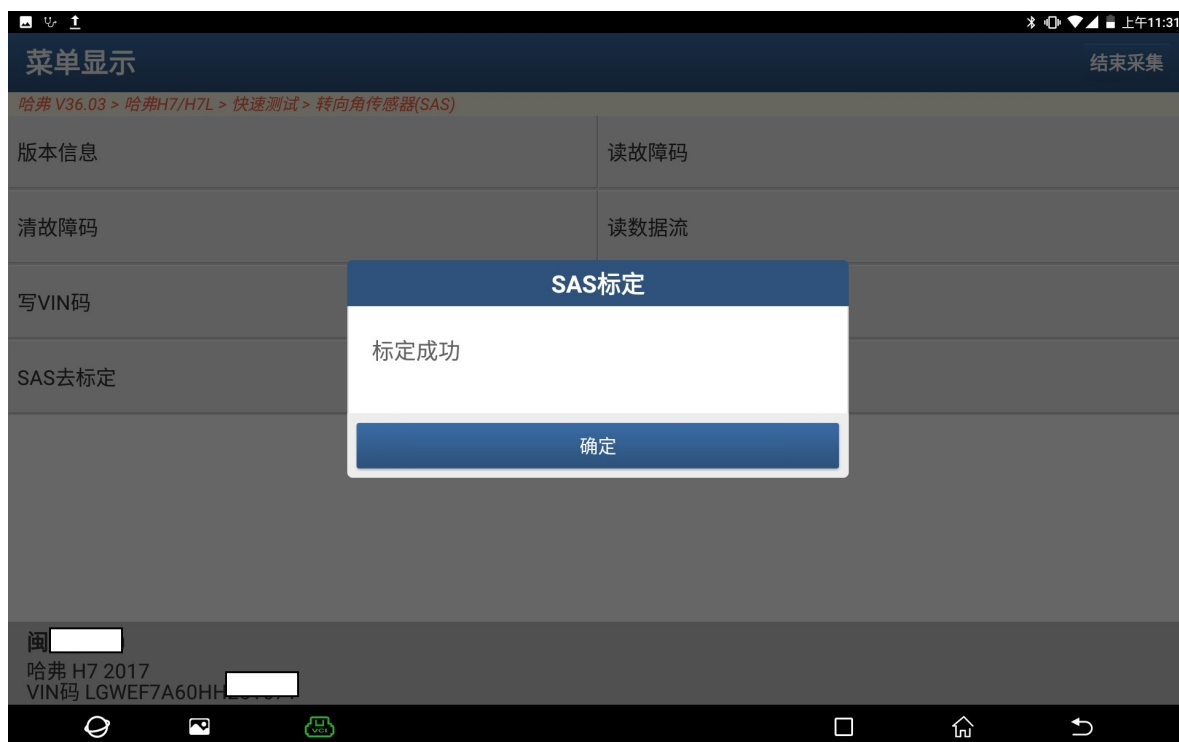 上午11:31
菜单显示
结束采集
哈弗 V36.03 > 哈弗H7/H7L > 快速测试 > 转向角传感器(SAS)
版本信息
读故障码
清故障码
读数据流
写VIN码
SAS去标定
SAS标定
标定成功
确定
闽
哈弗 H7 2017
VIN码 LGWEF7A60HH
VCI